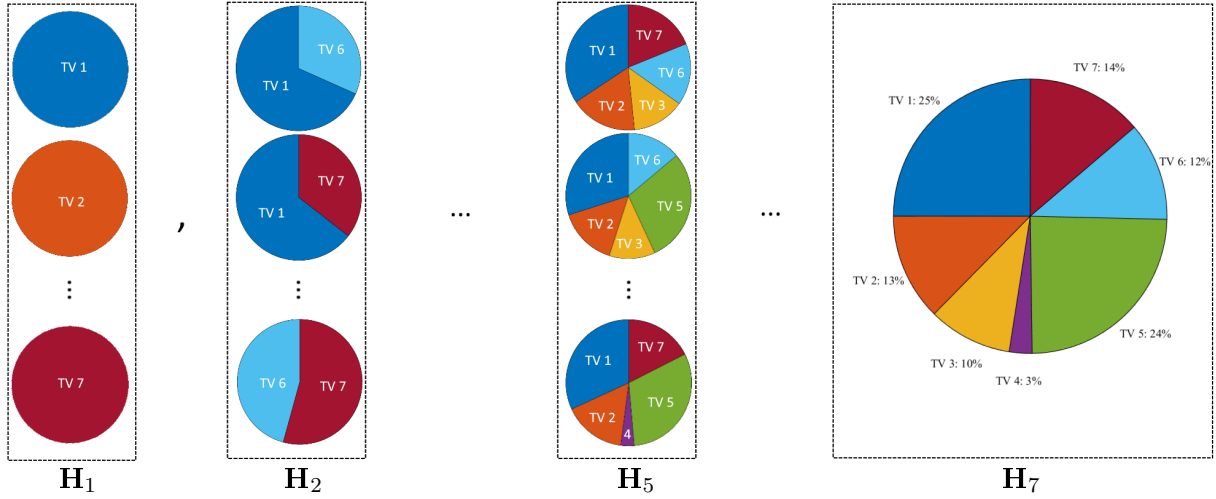 TV 1
TV 2
⋮
TV 7
H₁
,
TV 6
TV 1
TV 7
TV 1
⋮
TV 6
TV 7
H₂
...
TV 7
TV 1
TV 6
TV 2
TV 3
TV 6
TV 1
TV 5
TV 2
TV 3
⋮
TV 7
TV 1
TV 5
TV 2
4
H₅
...
TV 7: 14%
TV 1: 25%
TV 6: 12%
TV 2: 13%
TV 5: 24%
TV 3: 10%
TV 4: 3%
H₇